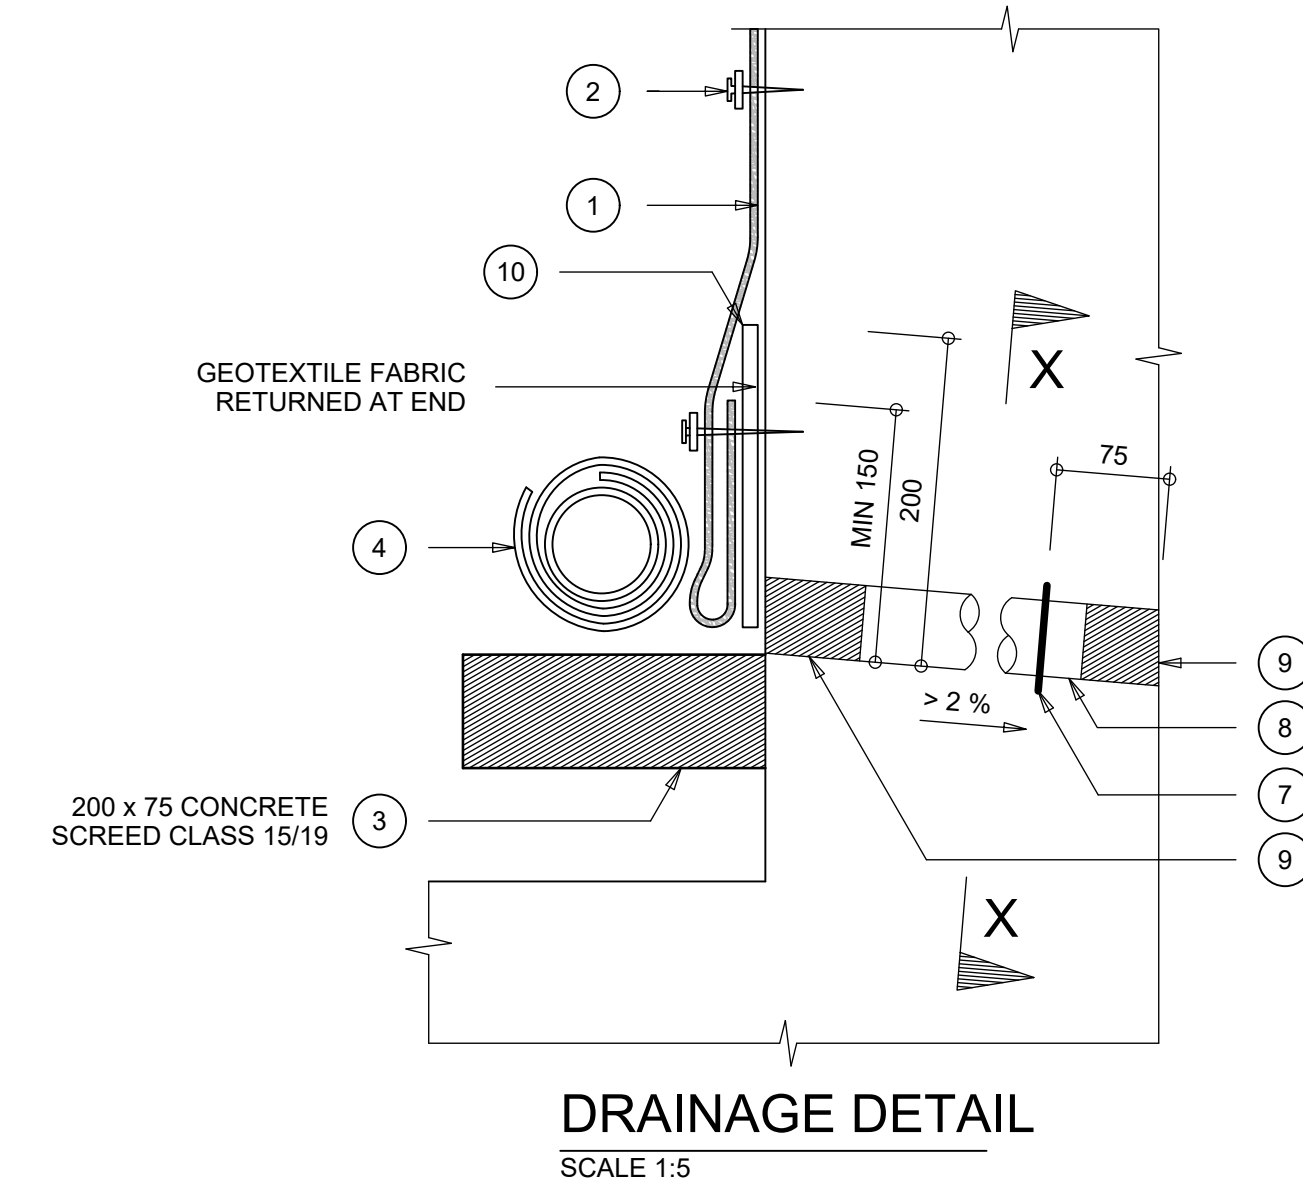 2
1
10
GEOTEXTILE FABRIC
RETURNED AT END
X
75
MIN 150
200
4
9
> 2 %
8
7
200 x 75 CONCRETE
SCREED CLASS 15/19
3
9
X
DRAINAGE DETAIL
SCALE 1:5